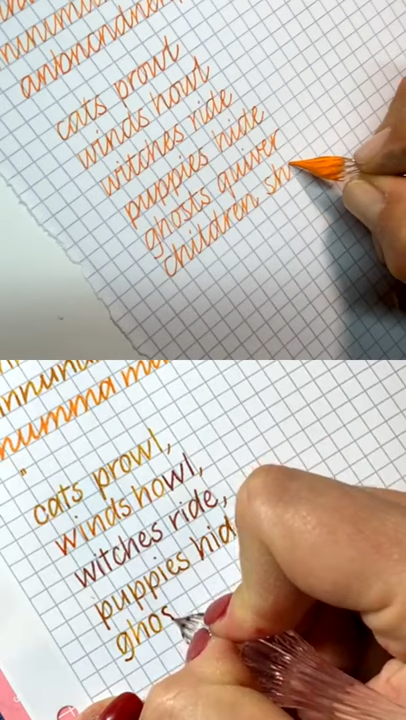 cats prowl
winds howl
witches ride
puppies hide
ghosts quiver
children sh
cats prowl,
winds howl,
witches ride,
puppies hid
ghos